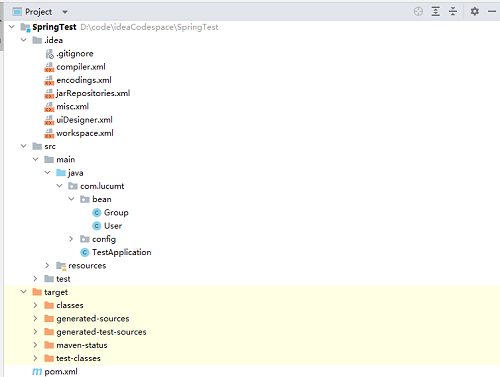 Project
SpringTest D:\code\ideaCodespace\SpringTest
.idea
.gitignore
compiler.xml
encodings.xml
jarRepositories.xml
misc.xml
uiDesigner.xml
workspace.xml
src
main
java
com.lucumt
bean
Group
User
config
TestApplication
resources
test
target
classes
generated-sources
generated-test-sources
maven-status
test-classes
pom.xml